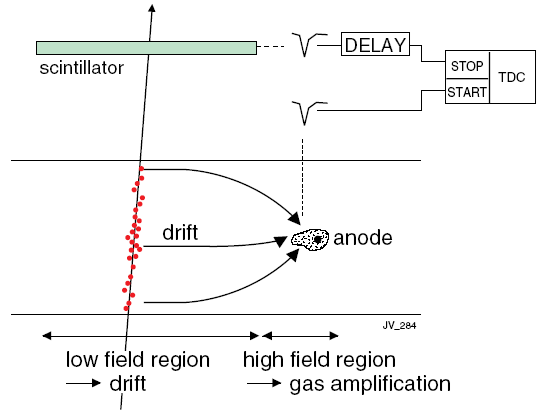 DELAY
scintillator
STOP
TDC
START
drift
anode
JV_284
low field region
drift
high field region
gas amplification